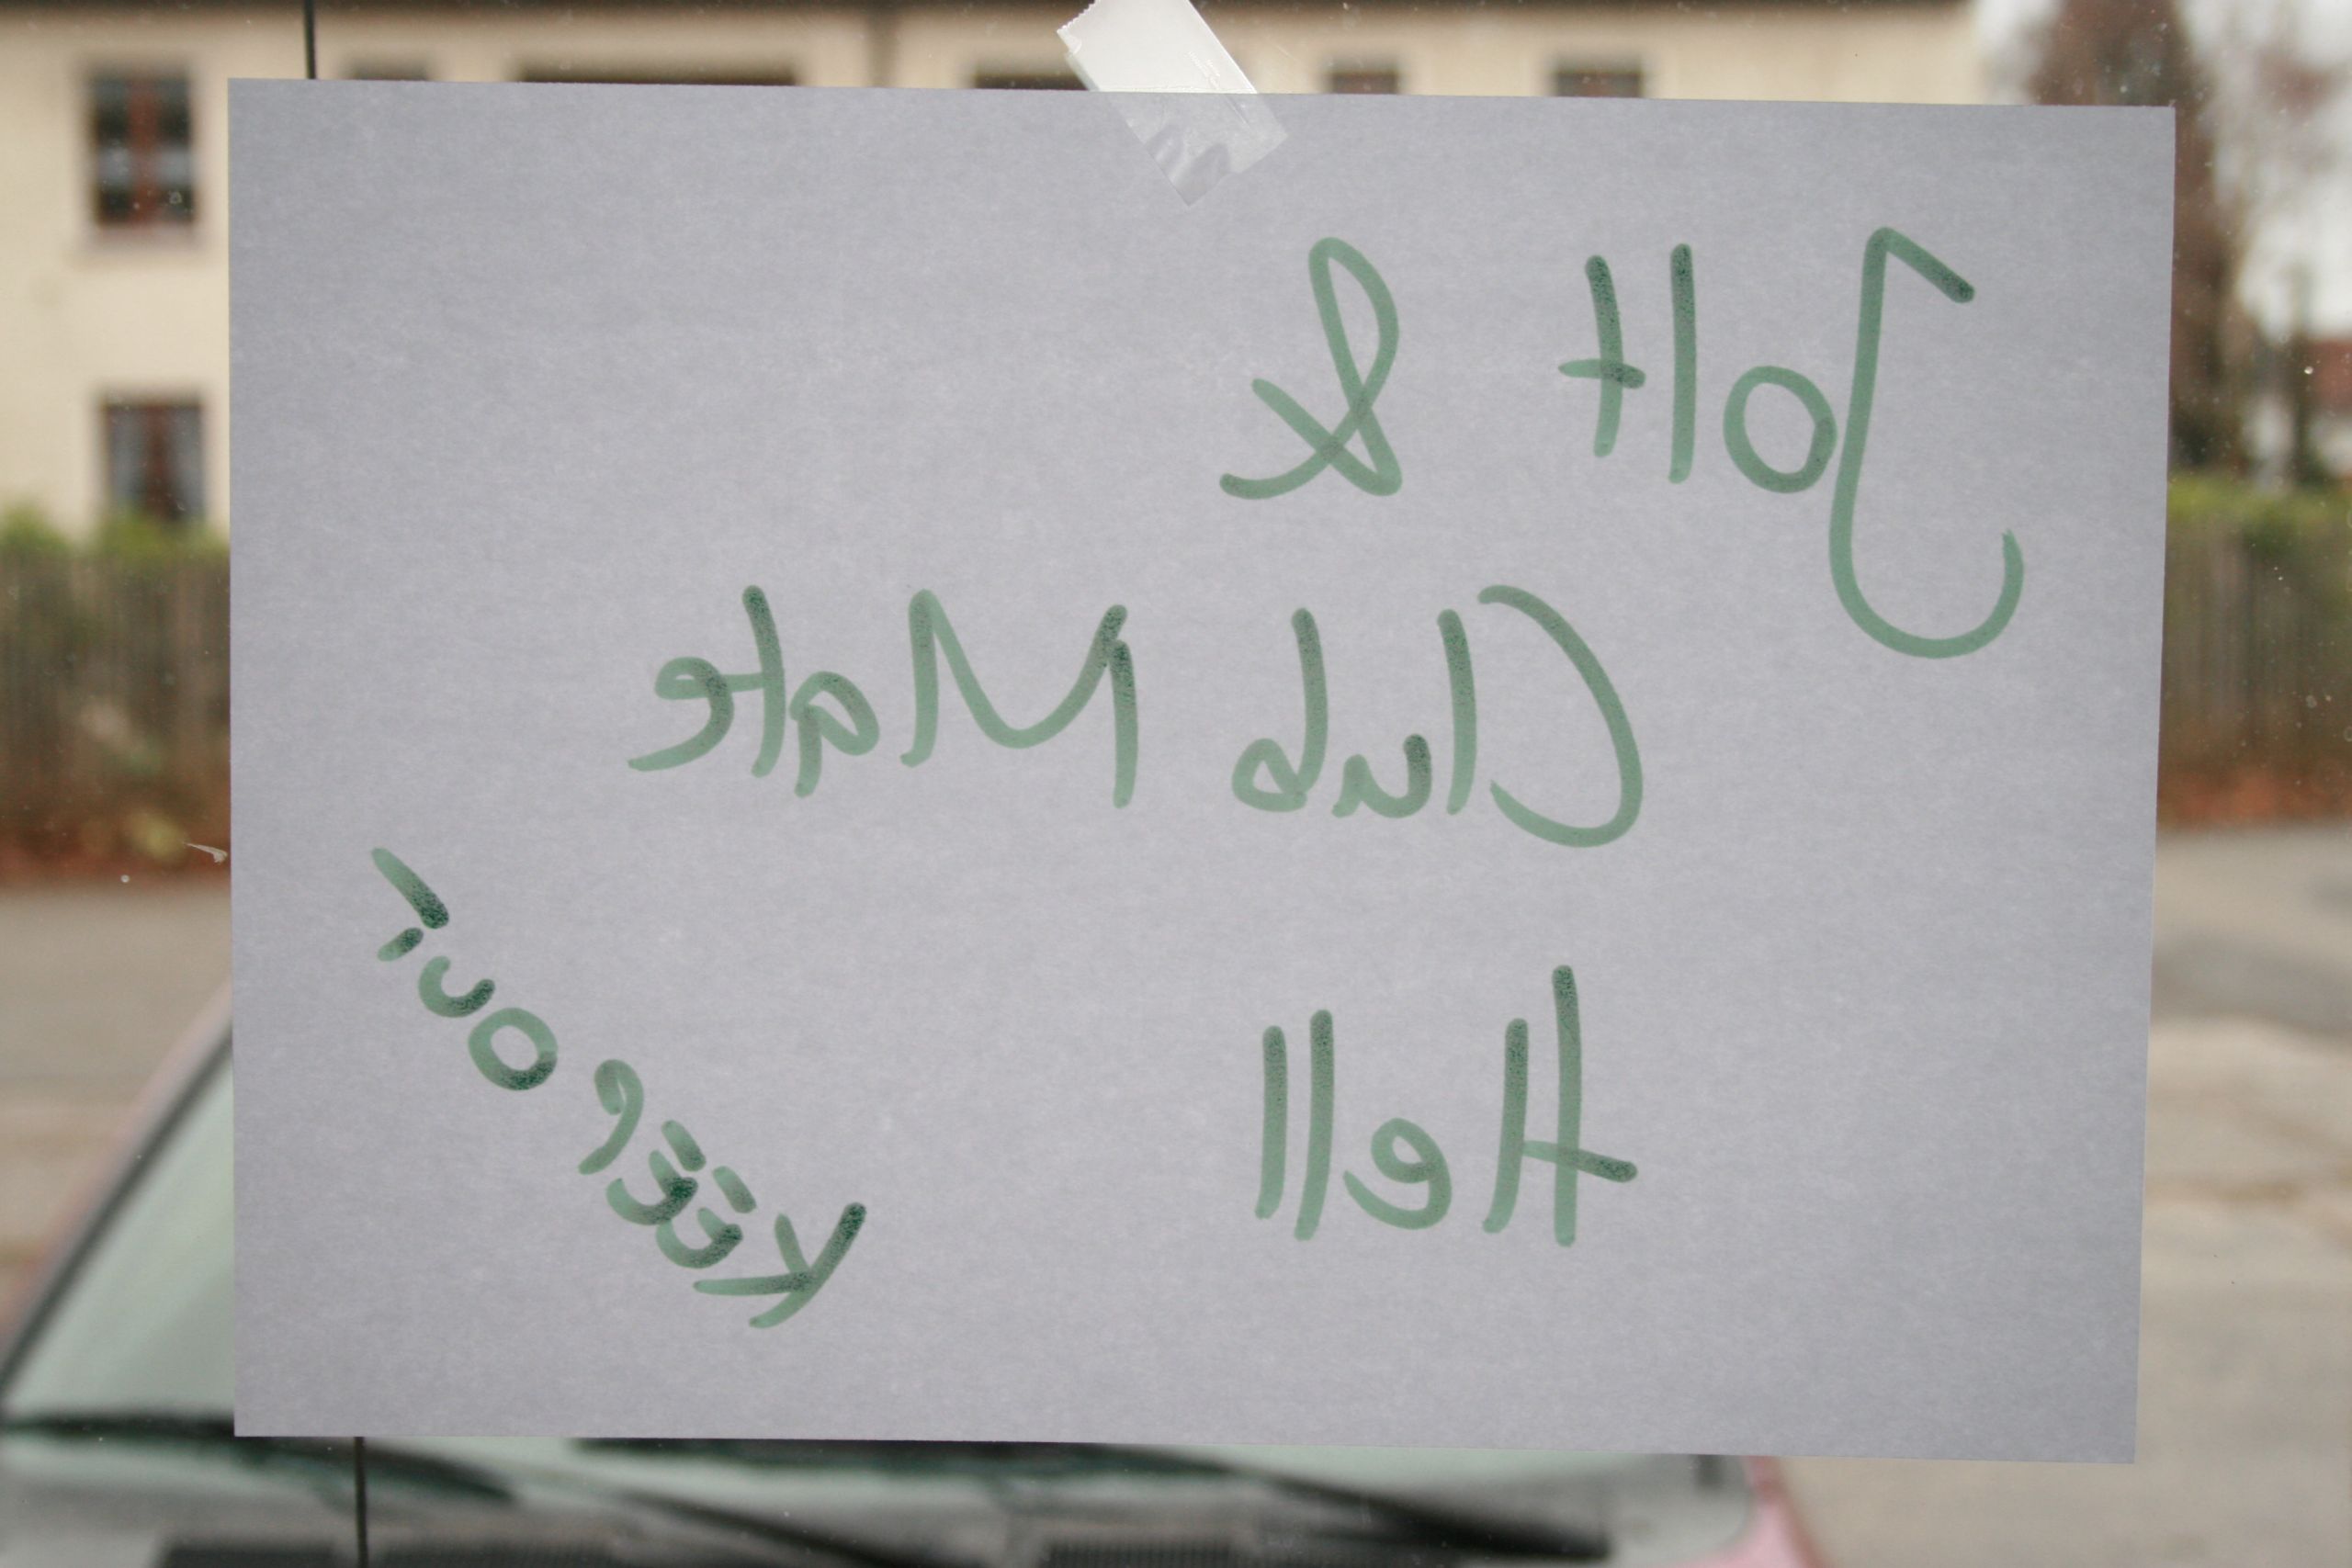 Jolt &
Club Mate
Hell
KEEP OUT